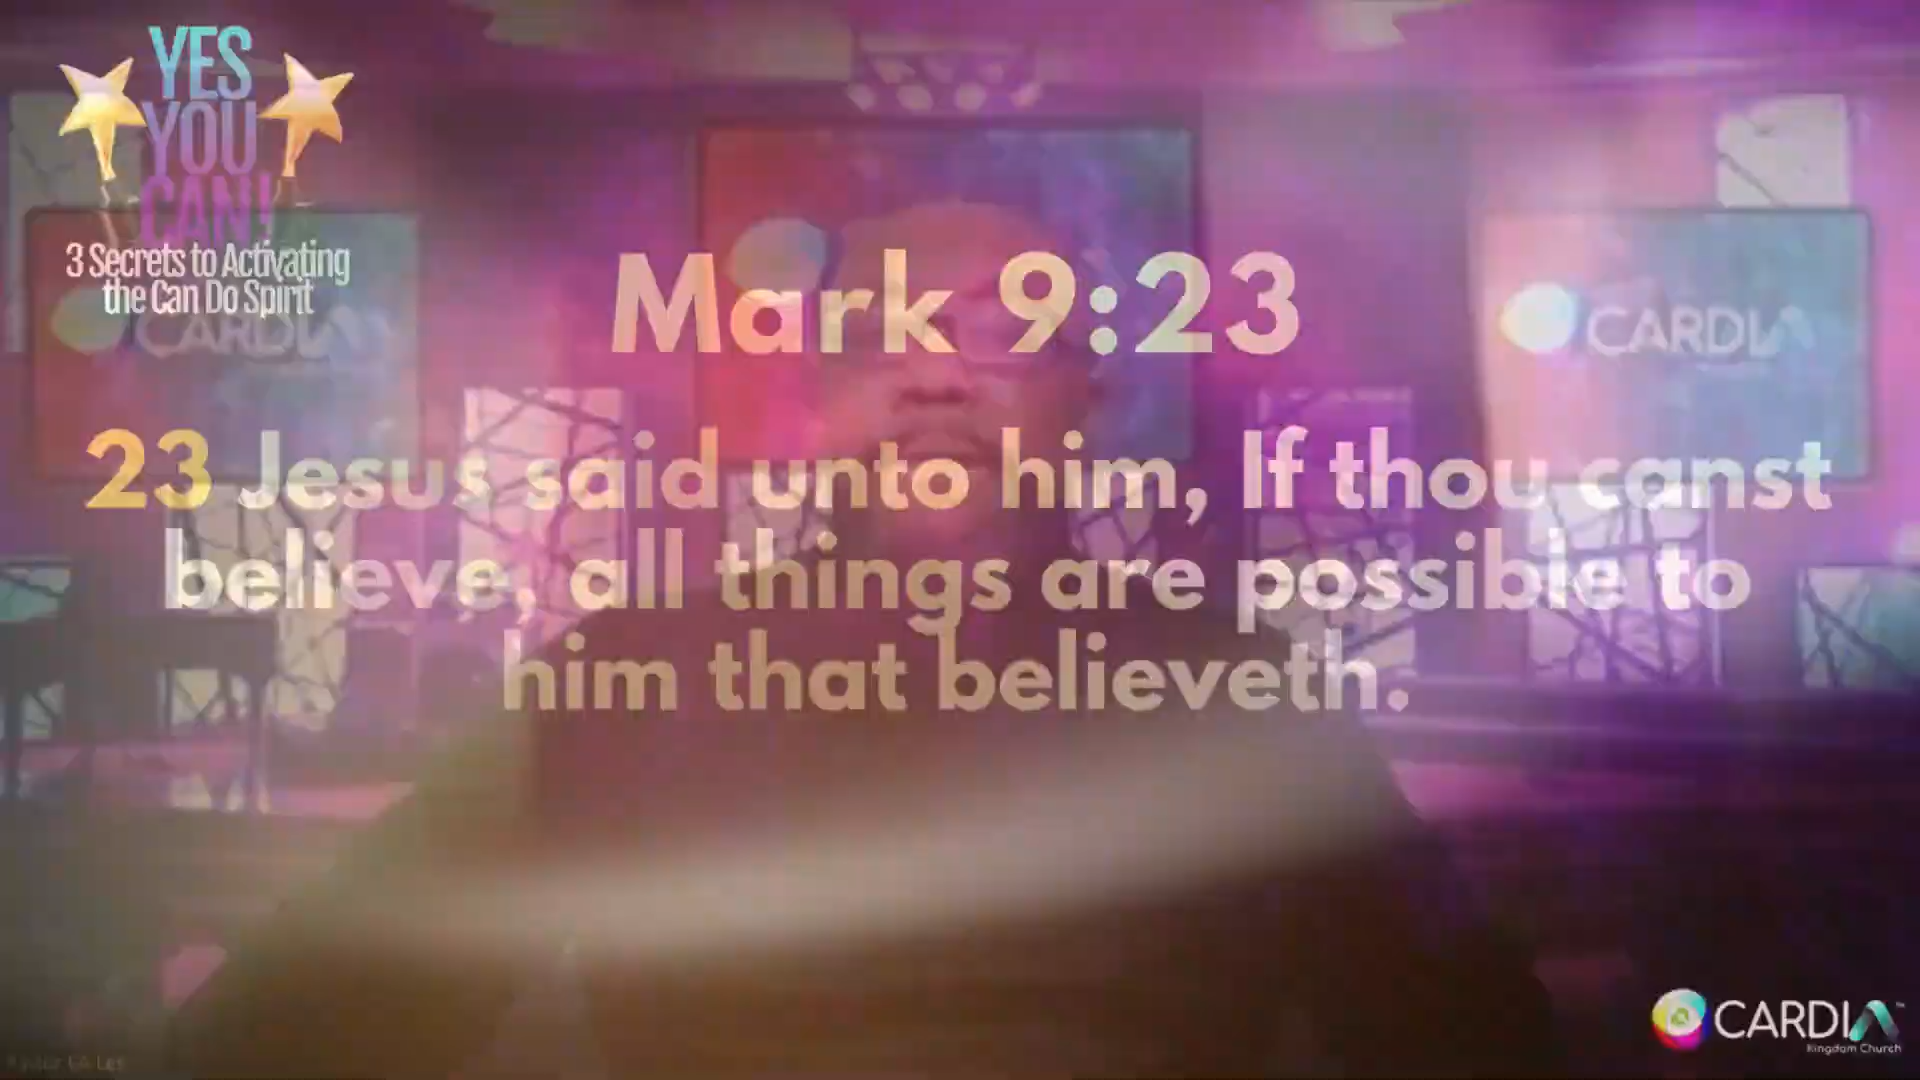 YES
YOU
CAN!
3 Secrets to Activating
the Can Do Spirit
CARDIA
CARDIA
Mark 9:23
23 Jesus said unto him, If thou canst
believe, all things are possible to
him that believeth.
CARDIA™
Kingdom Church